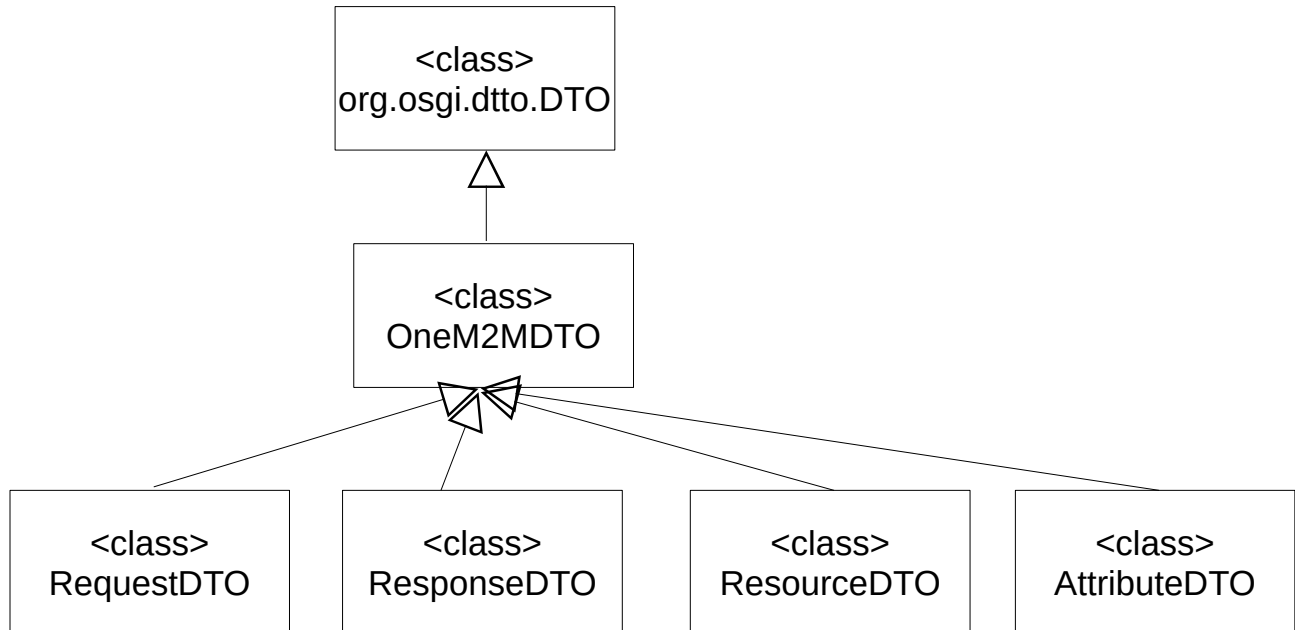 <class>
org.osgi.dtto.DTO
<class>
OneM2MDTO
<class>
RequestDTO
<class>
ResponseDTO
<class>
ResourceDTO
<class>
AttributeDTO